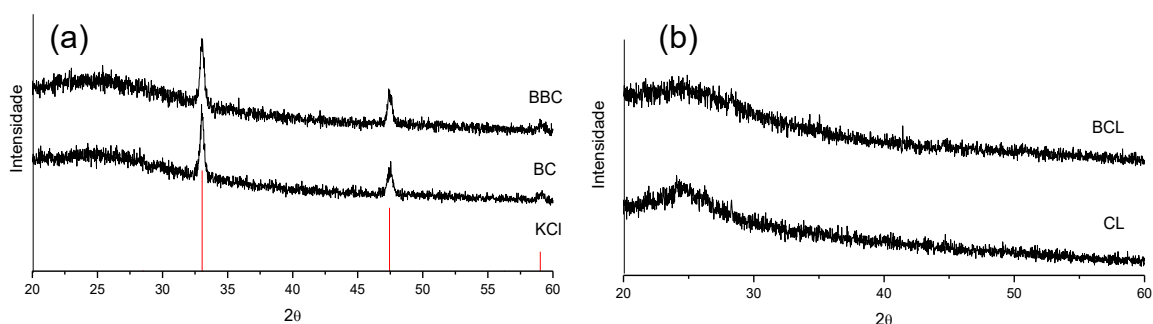 (a)
Intensidade
BBC
BC
KCl
20 25 30 35 40 45 50 55 60
2θ
(b)
Intensidade
BCL
CL
20 30 40 50 60
2θ